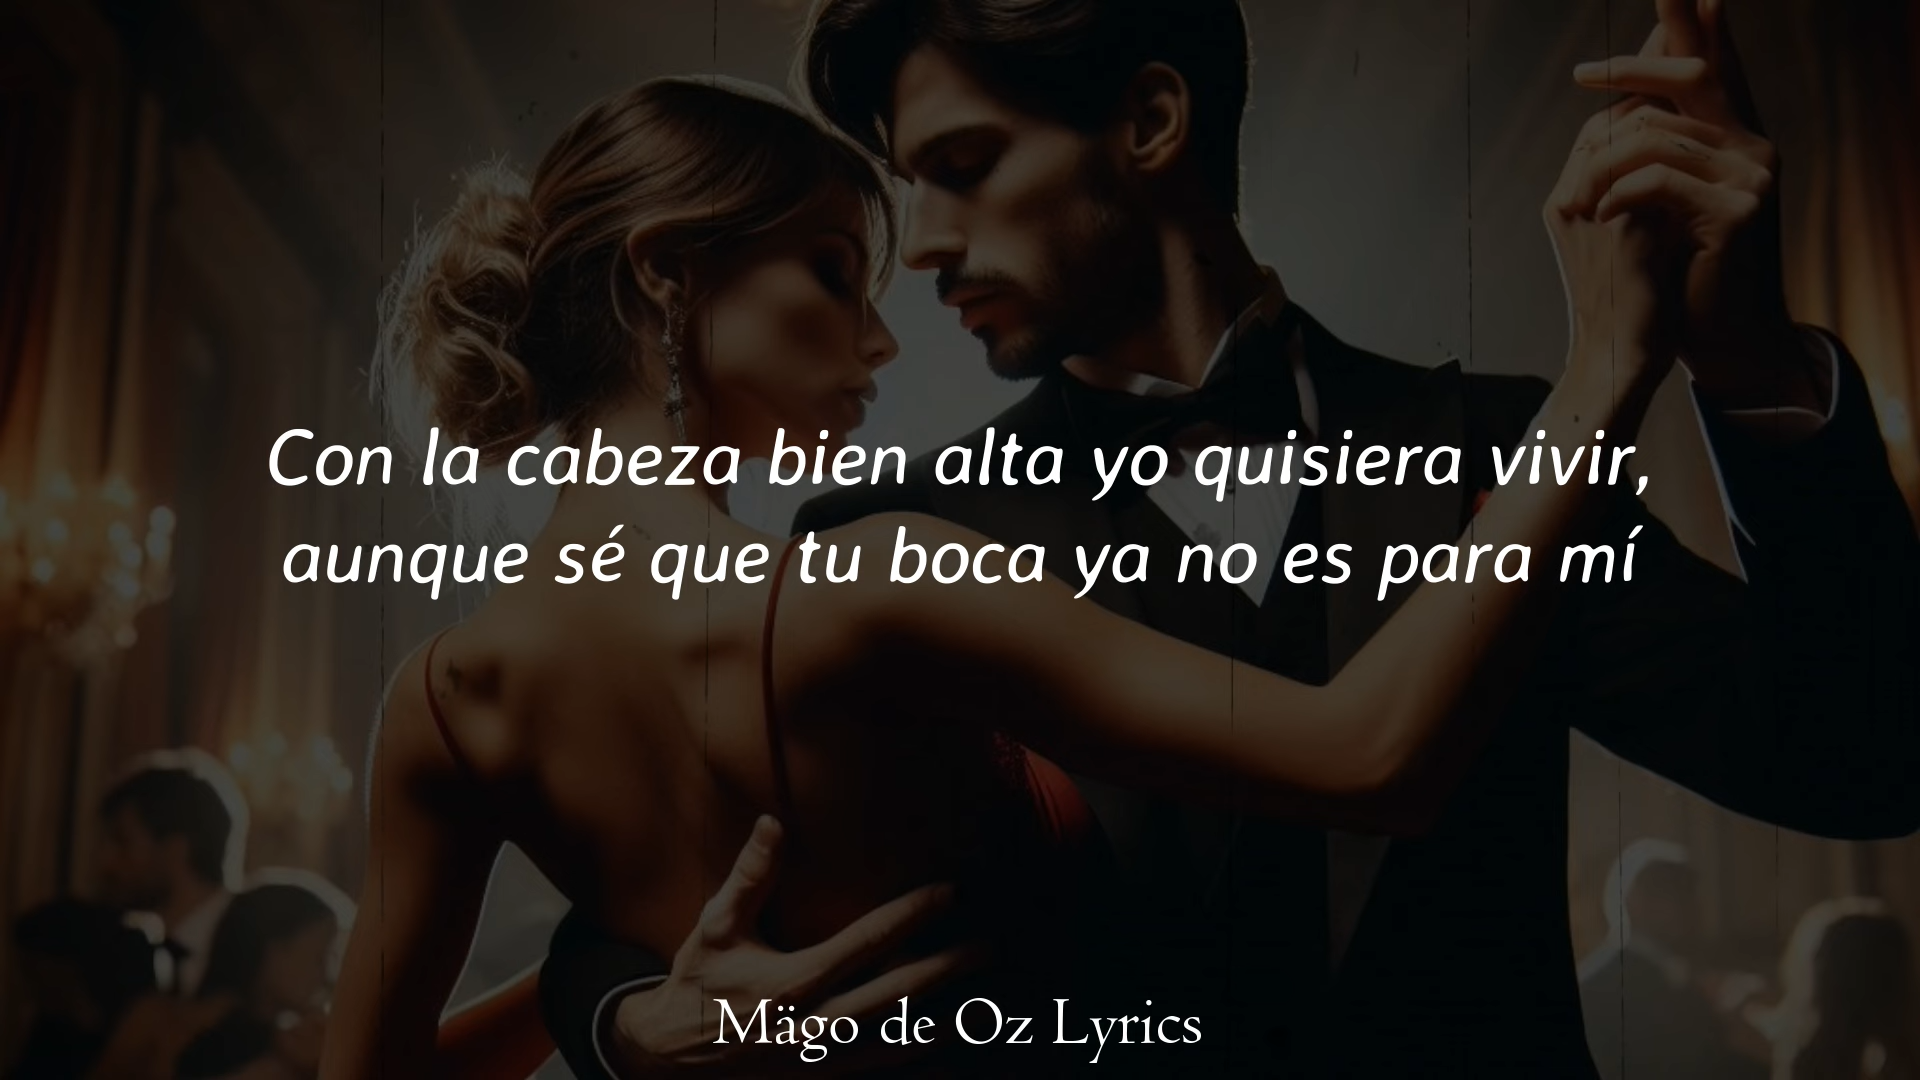 Con la cabeza bien alta yo quisiera vivir,
aunque sé que tu boca ya no es para mí
Mägo de Oz Lyrics